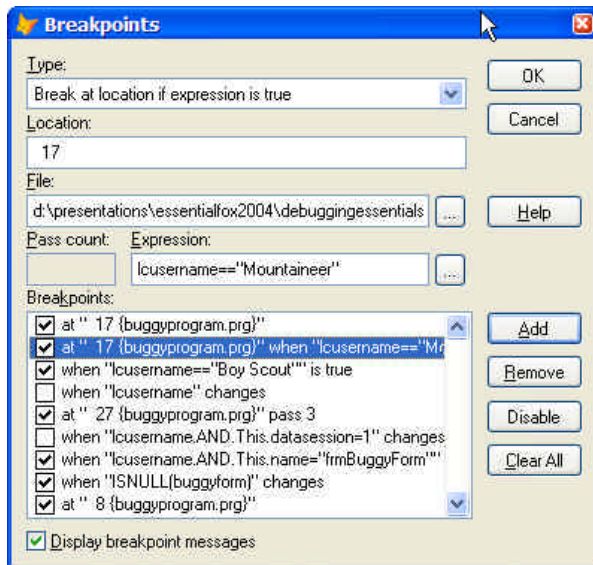 Breakpoints
Type:
Break at location if expression is true
OK
Location:
Cancel
17
File:
d:\presentations\essentialfox2004\debuggingessentials
...
Help
Pass count: Expression:
lcusername=="Mountaineer"
...
Breakpoints:
at " 17 {buggyprogram.prg}"
Add
at " 17 {buggyprogram.prg}" when "lcusername=="Mo
when "lcusername=="Boy Scout"" is true
Remove
when "lcusername" changes
at " 27 {buggyprogram.prg}" pass 3
Disable
when "lcusername.AND.This.datasession=1" changes
when "lcusername.AND.This.name="frmBuggyForm""
Clear All
when "ISNULL(buggyform)" changes
at " 8 {buggyprogram.prg}"
Display breakpoint messages